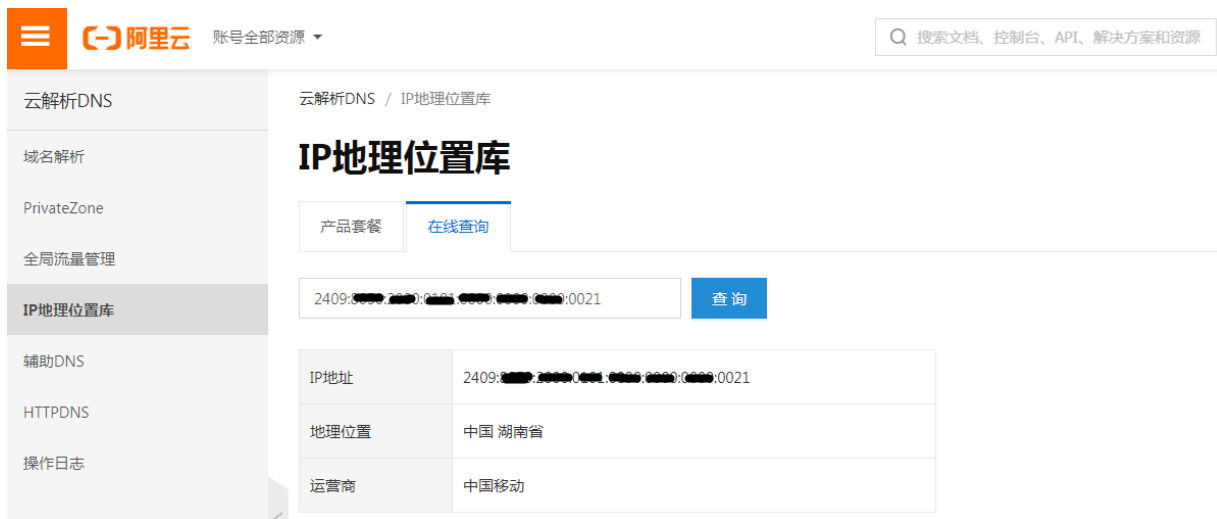 阿里云 账号全部资源
搜索文档、控制台、API、解决方案和资源
云解析DNS
域名解析
PrivateZone
全局流量管理
IP地理位置库
辅助DNS
HTTPDNS
操作日志
云解析DNS / IP地理位置库
IP地理位置库
产品套餐 在线查询
2409: :0021 查询
IP地址 2409: :0021
地理位置 中国 湖南省
运营商 中国移动